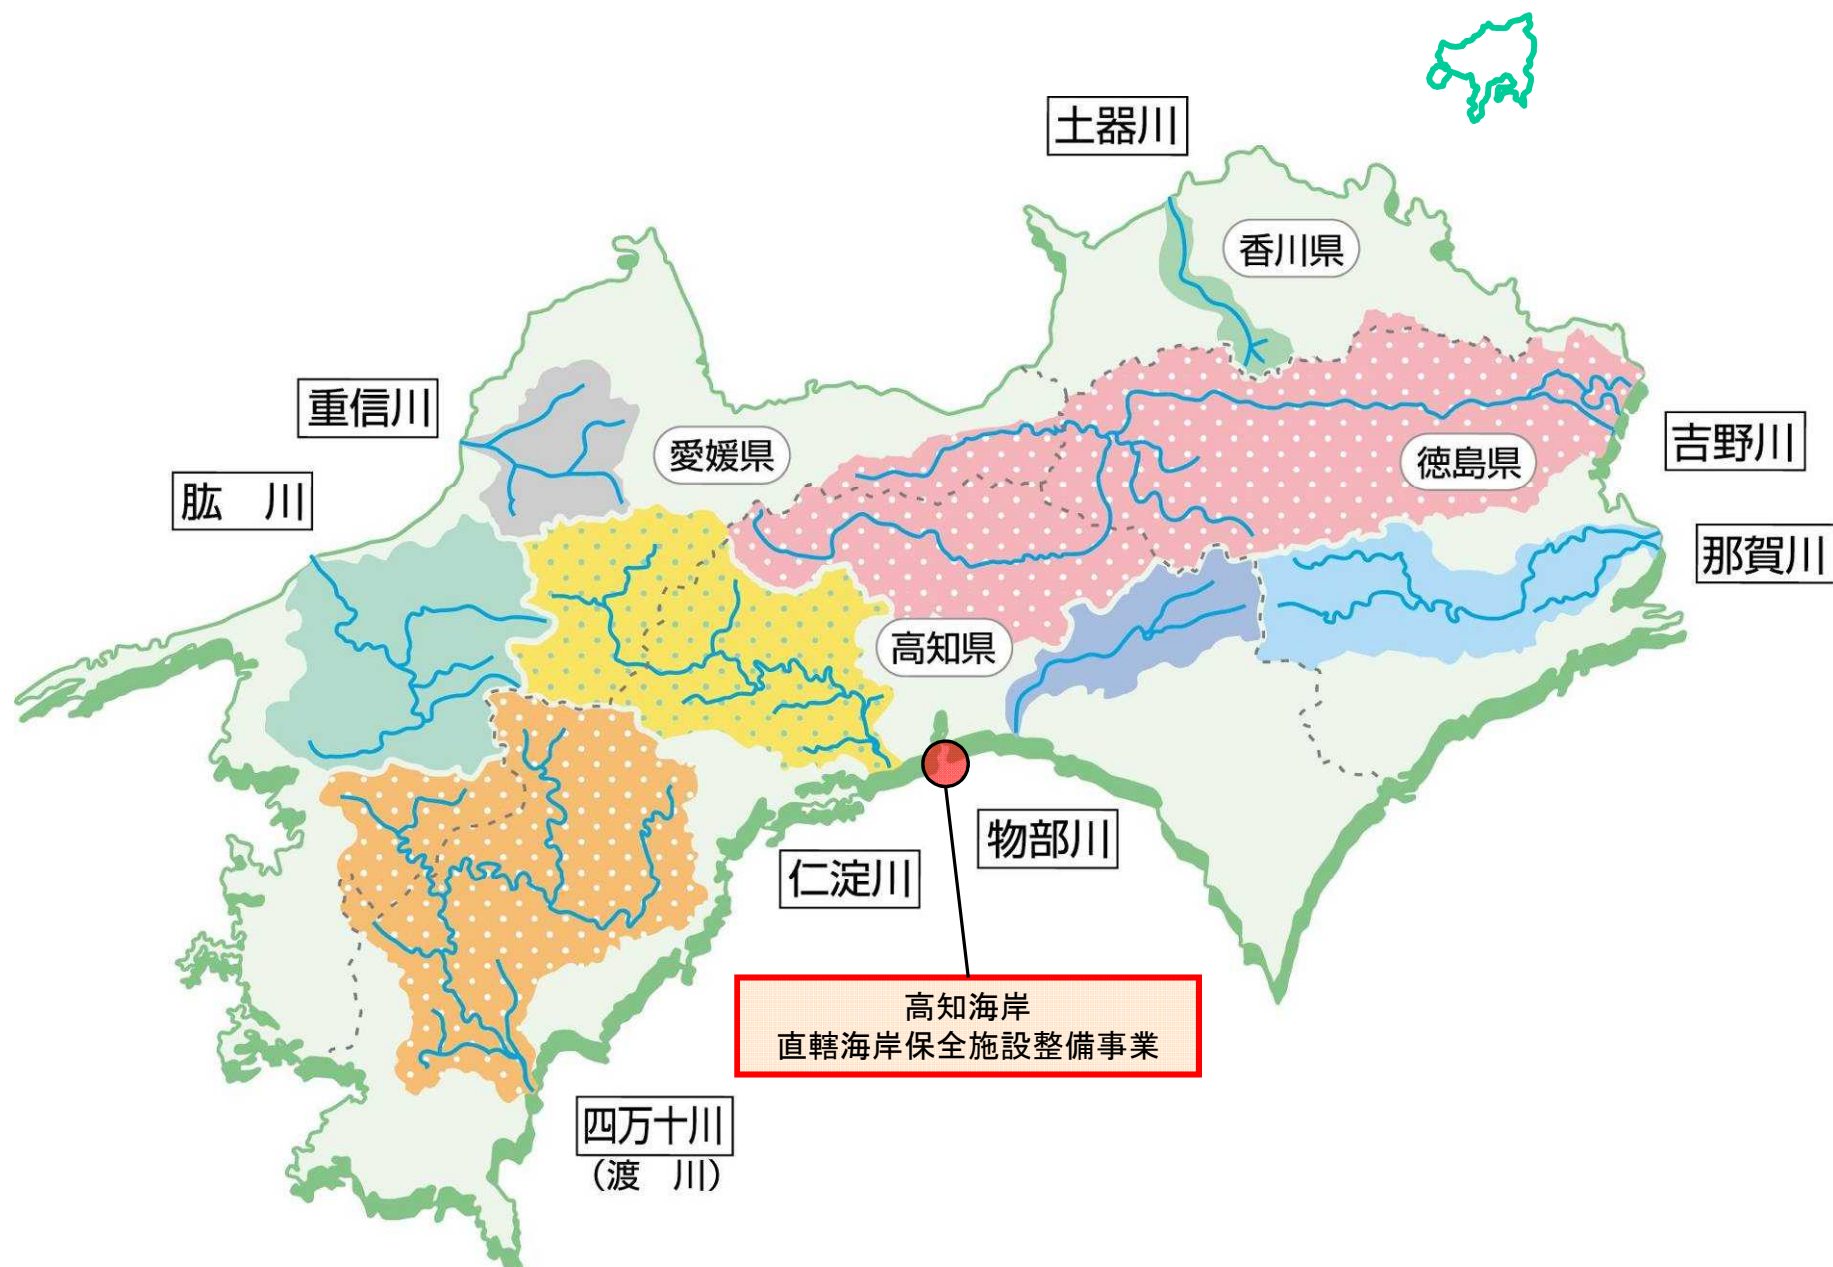 土器川
香川県
重信川
愛媛県
吉野川
徳島県
肱　川
那賀川
高知県
物部川
仁淀川
高知海岸
直轄海岸保全施設整備事業
四万十川
（渡　川）